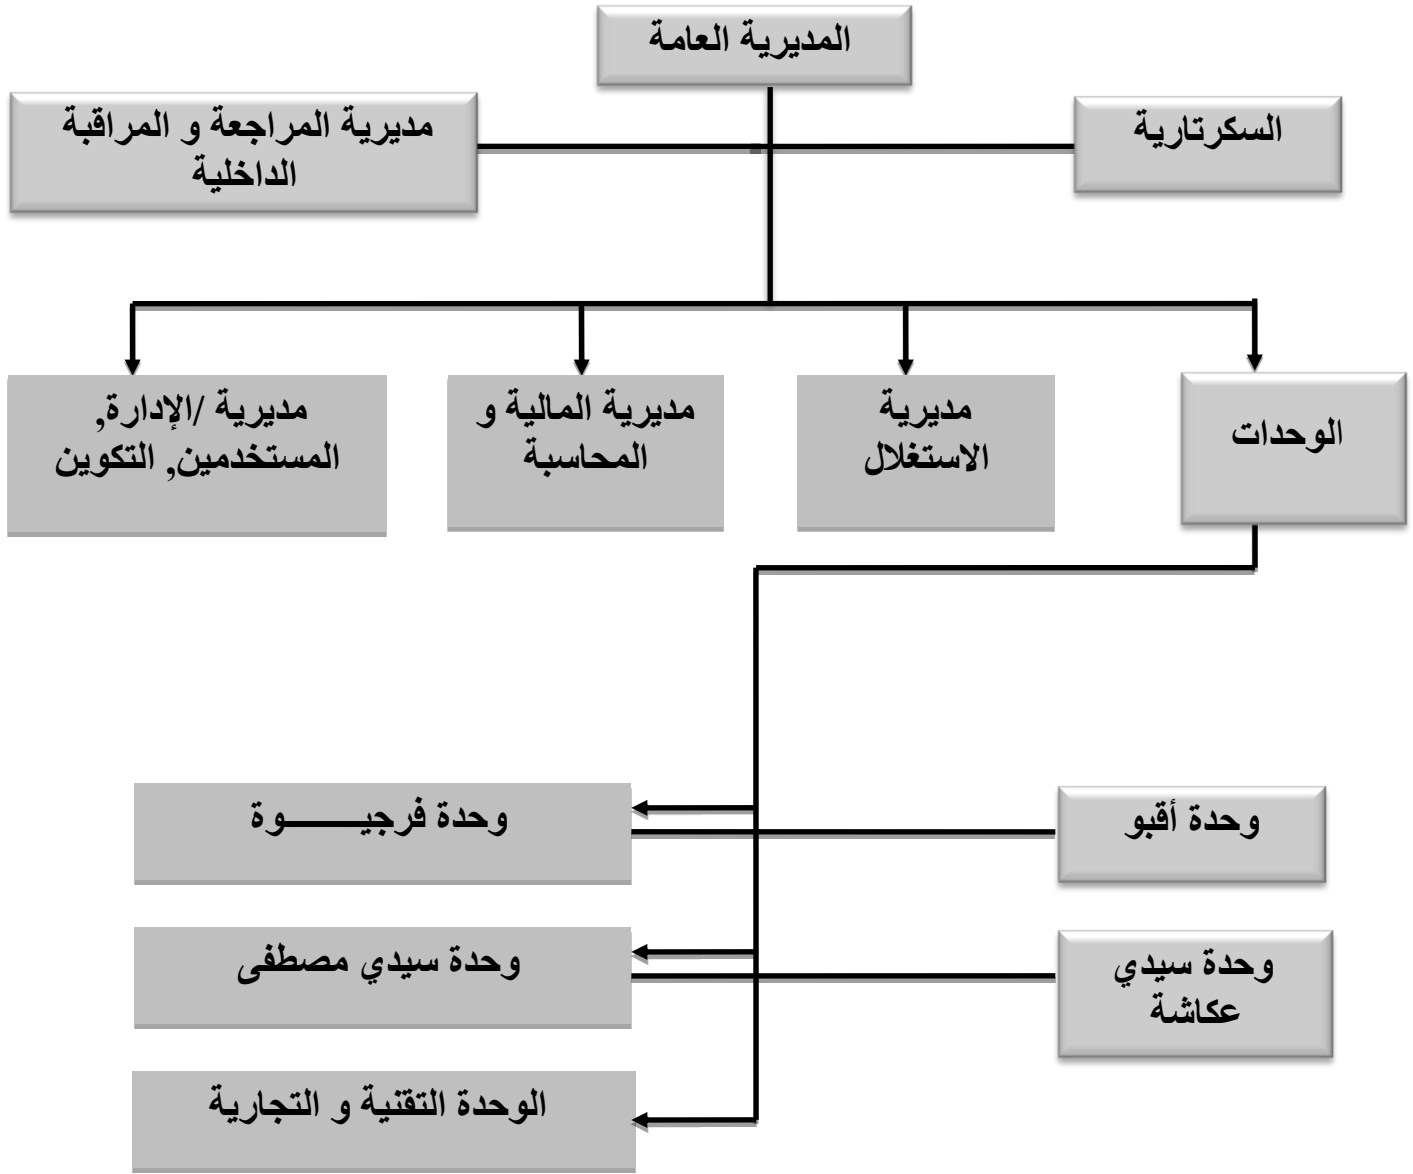 المديرية العامة
السكرتارية
مديرية المراجعة و المراقبة
الداخلية
الوحدات
مديرية
الاستغلال
مديرية المالية و
المحاسبة
مديرية /الإدارة,
المستخدمين, التكوين
وحدة أقبو
وحدة فرجيـــــــوة
وحدة سيدي
عكاشة
وحدة سيدي مصطفى
الوحدة التقنية و التجارية